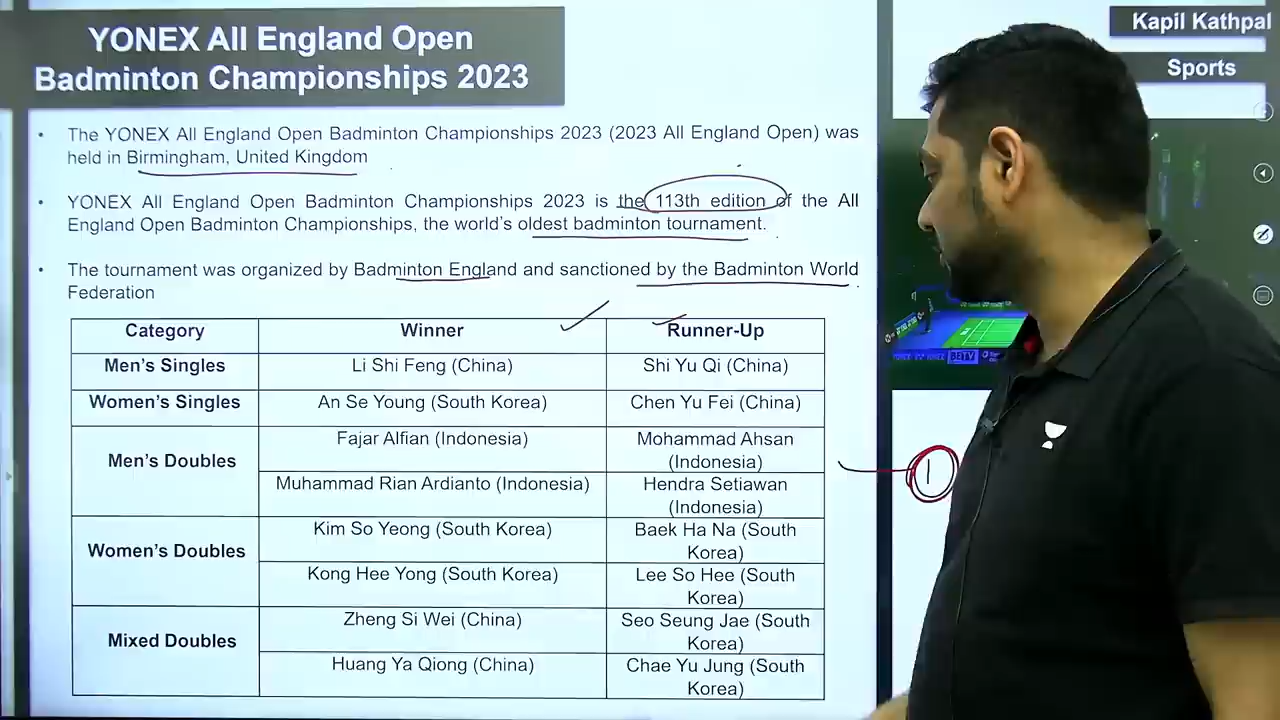 YONEX All England Open
Badminton Championships 2023
Kapil Kathpal
Sports
• The YONEX All England Open Badminton Championships 2023 (2023 All England Open) was
held in Birmingham, United Kingdom
• YONEX All England Open Badminton Championships 2023 is the 113th edition of the All
England Open Badminton Championships, the world's oldest badminton tournament.
• The tournament was organized by Badminton England and sanctioned by the Badminton World
Federation
Category Winner Runner-Up
Men's Singles Li Shi Feng (China) Shi Yu Qi (China)
Women's Singles An Se Young (South Korea) Chen Yu Fei (China)
Men's Doubles
Fajar Alfian (Indonesia) Mohammad Ahsan
(Indonesia)
Muhammad Rian Ardianto (Indonesia) Hendra Setiawan
(Indonesia)
Women's Doubles
Kim So Yeong (South Korea) Baek Ha Na (South
Korea)
Kong Hee Yong (South Korea) Lee So Hee (South
Korea)
Mixed Doubles
Zheng Si Wei (China) Seo Seung Jae (South
Korea)
Huang Ya Qiong (China) Chae Yu Jung (South
Korea)
1
YONEX
BETV